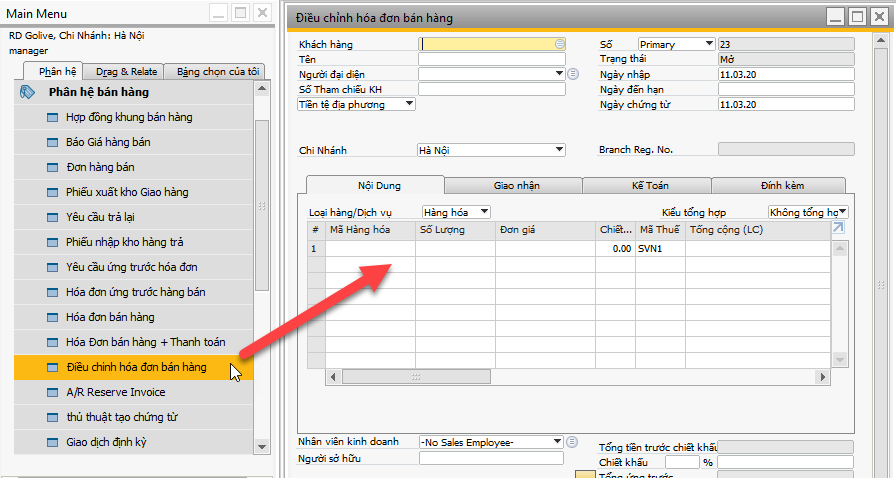 Main Menu
RD Golive, Chi Nhánh: Hà Nội
manager
Phân hệ Drag & Relate Bảng chọn của tôi
Phân hệ bán hàng
Hợp đồng khung bán hàng
Báo Giá hàng bán
Đơn hàng bán
Phiếu xuất kho Giao hàng
Yêu cầu trả lại
Phiếu nhập kho hàng trả
Yêu cầu ứng trước hóa đơn
Hóa đơn ứng trước hàng bán
Hóa đơn bán hàng
Hóa Đơn bán hàng + Thanh toán
Điều chinh hóa đơn bán hàng
A/R Reserve Invoice
thủ thuật tạo chứng từ
Giao dịch định kỳ
Điều chỉnh hóa đơn bán hàng
Khách hàng
Tên
Người đại diện
Số Tham chiếu KH
Tiền tệ địa phương
Số Primary 23
Trạng thái Mở
Ngày nhập 11.03.20
Ngày đến hạn
Ngày chứng từ 11.03.20
Chi Nhánh Hà Nội Branch Reg. No.
Nội Dung Giao nhận Kế Toán Đính kèm
Loại hàng/Dịch vụ Hàng hóa Kiểu tổng hợp Không tổng hợ
# Mã Hàng hóa Số Lượng Đơn giá Chiết... Mã Thuế Tổng cộng (LC)
1 0.00 SVN1
Nhân viên kinh doanh -No Sales Employee-
Người sở hữu
Tổng tiền trước chiết khấu
Chiết khấu %
Tổng ứng trước